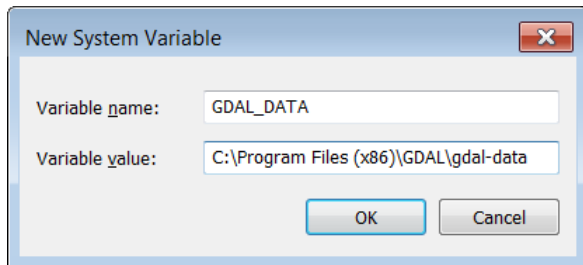 New System Variable
Variable name: GDAL_DATA
Variable value: C:\Program Files (x86)\GDAL\gdal-data
OK Cancel